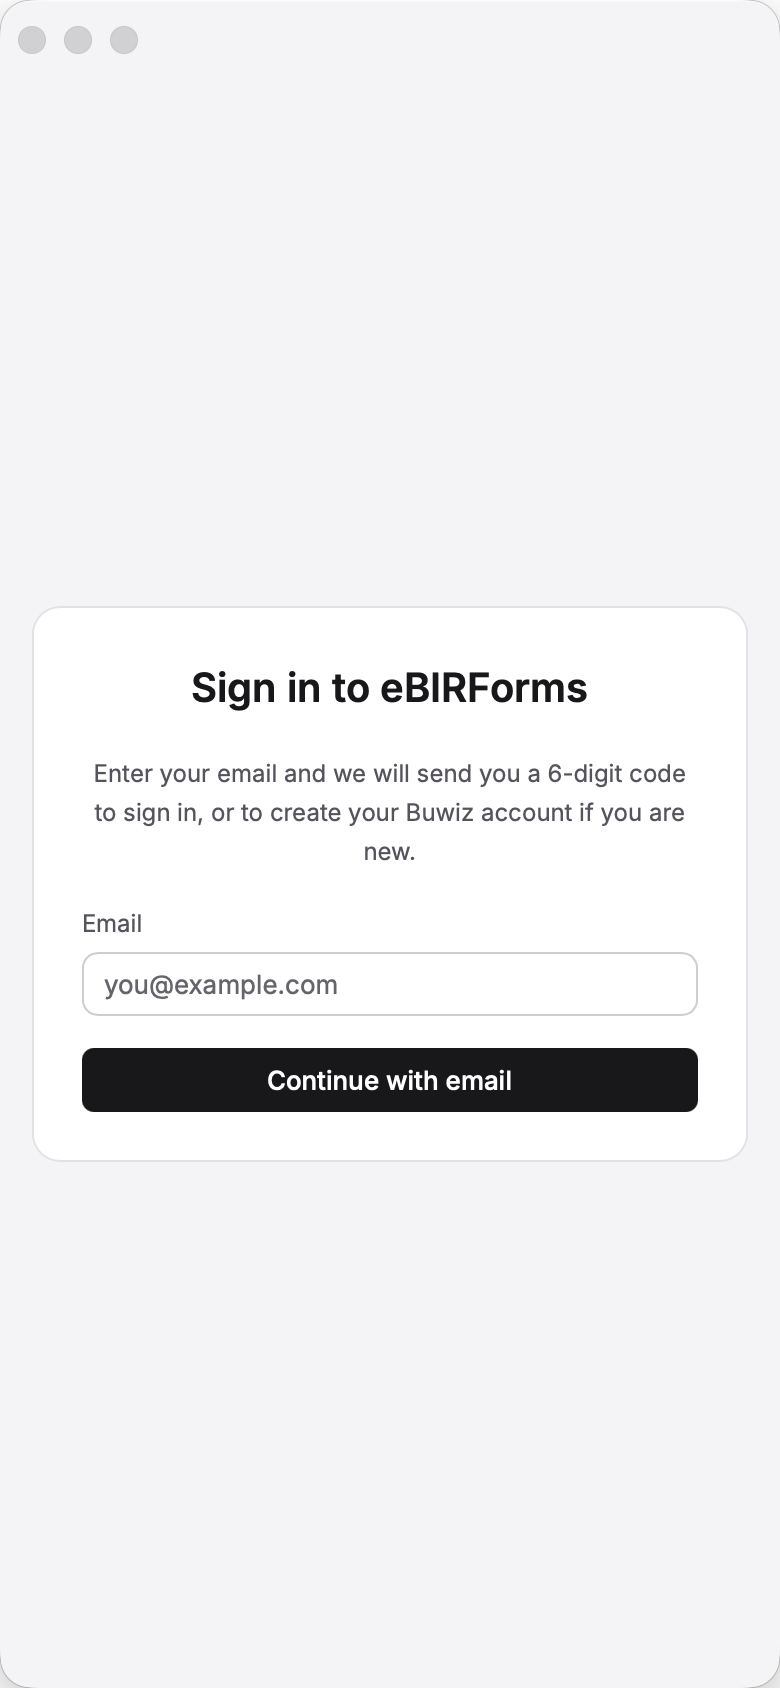 Sign in to eBIRForms
Enter your email and we will send you a 6-digit code
to sign in, or to create your Buwiz account if you are
new.
Email
you@example.com
Continue with email